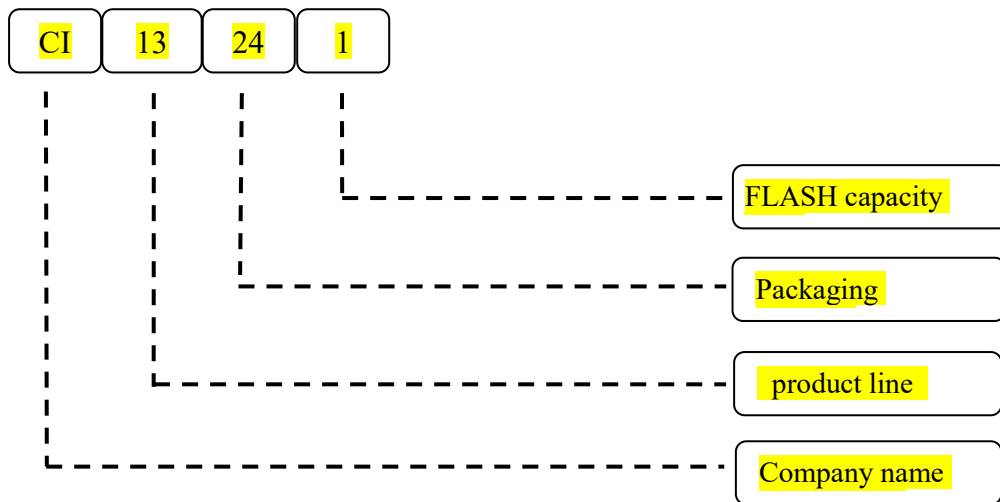 CI 13 24 1
FLASH capacity
Packaging
product line
Company name